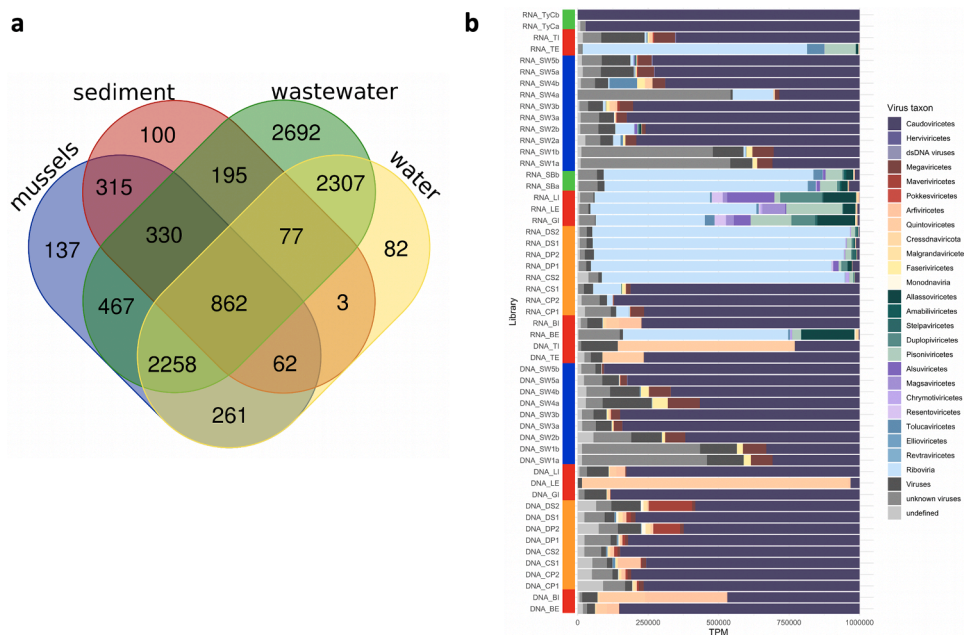 a
b
sediment
wastewater
mussels
water
100
2692
315
195
2307
137
330
77
82
467
862
3
2258
62
261
RNA_TyCb
RNA_TyCa
RNA_TI
RNA_TE
RNA_SW5b
RNA_SW5a
RNA_SW4b
RNA_SW4a
RNA_SW3b
RNA_SW3a
RNA_SW2b
RNA_SW2a
RNA_SW1b
RNA_SW1a
RNA_SBb
RNA_SBa
RNA_LI
RNA_LE
RNA_GI
RNA_DS2
RNA_DS1
RNA_DP2
RNA_DP1
RNA_CS2
RNA_CS1
RNA_CP2
RNA_CP1
RNA_BI
RNA_BE
DNA_TI
DNA_TE
DNA_SW5b
DNA_SW5a
DNA_SW4b
DNA_SW4a
DNA_SW3b
DNA_SW3a
DNA_SW2b
DNA_SW1b
DNA_SW1a
DNA_LI
DNA_LE
DNA_GI
DNA_DS2
DNA_DS1
DNA_DP2
DNA_DP1
DNA_CS2
DNA_CS1
DNA_CP2
DNA_CP1
DNA_BI
DNA_BE
Library
0 250000 500000 750000 1000000
TPM
Virus taxon
Caudoviricetes
Herviviricetes
dsDNA viruses
Megaviricetes
Maveriviricetes
Pokkesviricetes
Arfiviricetes
Quintoviricetes
Cressdnaviricota
Malgrandaviricetes
Faserviricetes
Monodnaviria
Allassoviricetes
Amabiliviricetes
Stelpaviricetes
Duplopiviricetes
Pisoniviricetes
Alsuviricetes
Magsaviricetes
Chrymotiviricetes
Resentoviricetes
Tolucaviricetes
Ellioviricetes
Revtraviricetes
Riboviria
Viruses
unknown viruses
undefined